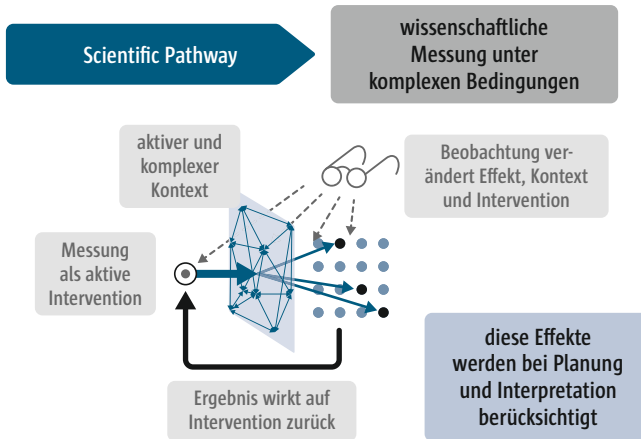 Scientific Pathway
wissenschaftliche
Messung unter
komplexen Bedingungen
aktiver und
komplexer
Kontext
Beobachtung ver-
ändert Effekt, Kontext
und Intervention
Messung
als aktive
Intervention
Ergebnis wirkt auf
Intervention zurück
diese Effekte
werden bei Planung
und Interpretation
berücksichtigt